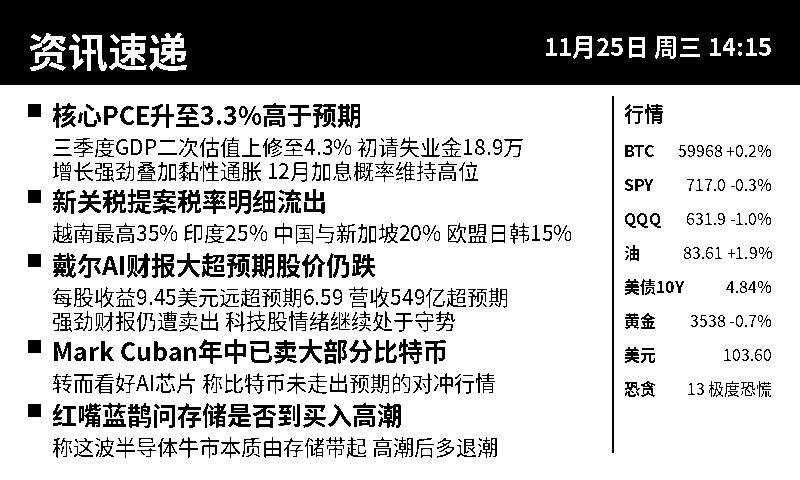 资讯速递
11月25日 周三 14:15
核心PCE升至3.3%高于预期
三季度GDP二次估值上修至4.3% 初请失业金18.9万
增长强劲叠加黏性通胀 12月加息概率维持高位
新关税提案税率明细流出
越南最高35% 印度25% 中国与新加坡20% 欧盟日韩15%
戴尔AI财报大超预期股价仍跌
每股收益9.45美元远超预期6.59 营收549亿超预期
强劲财报仍遭卖出 科技股情绪继续处于守势
Mark Cuban年中已卖大部分比特币
转而看好AI芯片 称比特币未走出预期的对冲行情
红嘴蓝鹊问存储是否到买入高潮
称这波半导体牛市本质由存储带起 高潮后多退潮
行情
BTC 59968 +0.2%
SPY 717.0 -0.3%
QQQ 631.9 -1.0%
油 83.61 +1.9%
美债10Y 4.84%
黄金 3538 -0.7%
美元 103.60
恐贪 13 极度恐慌